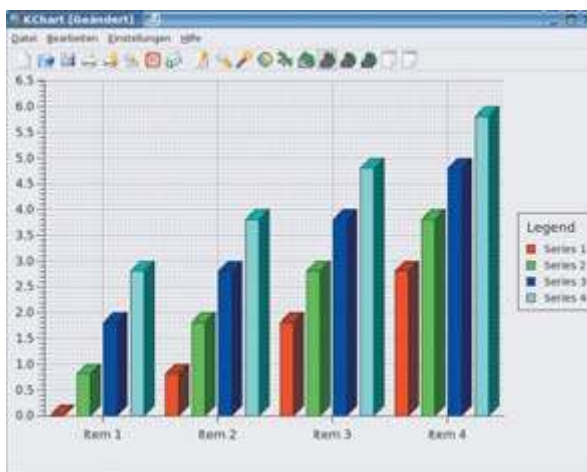 KChart [Geändert]
Datei Bearbeiten Einstellungen Hilfe
6.5
6.0
5.5
5.0
4.5
4.0
3.5
3.0
2.5
2.0
1.5
1.0
0.5
0.0
Item 1 Item 2 Item 3 Item 4
Legend
Series 1
Series 2
Series 3
Series 4